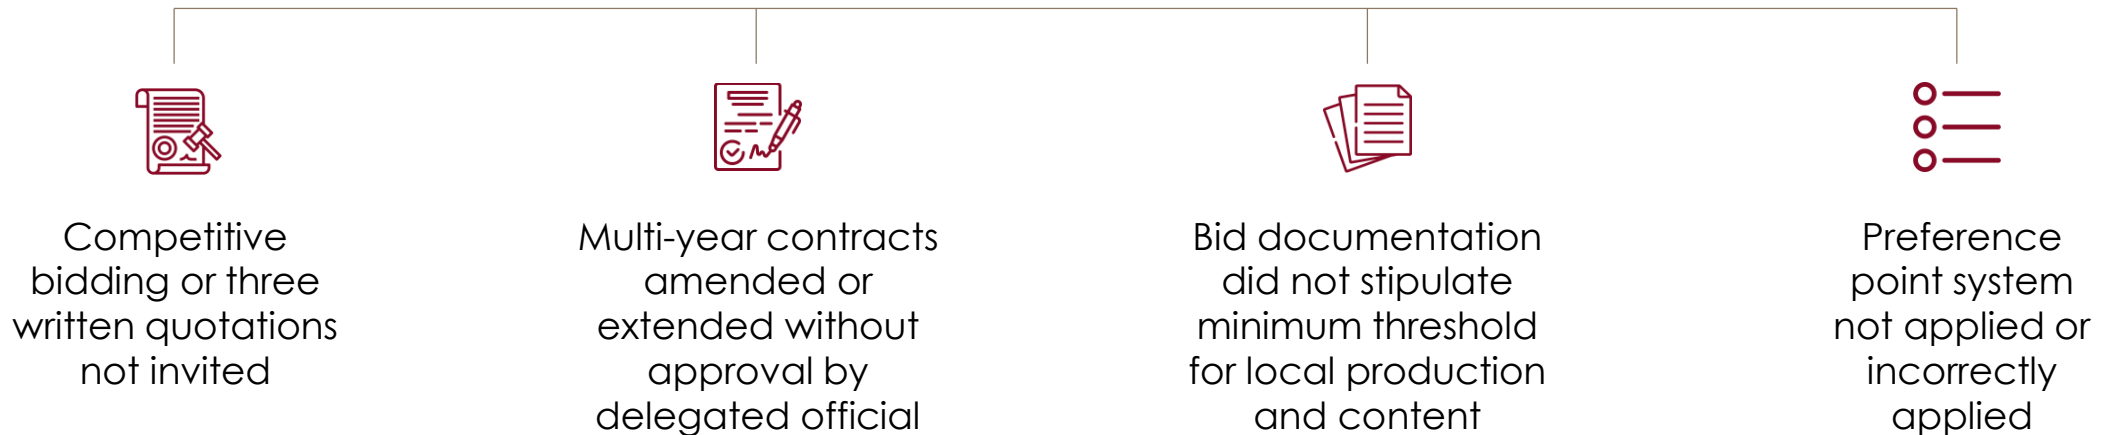 Competitive
bidding or three
written quotations
not invited
Multi-year contracts
amended or
extended without
approval by
delegated official
Bid documentation
did not stipulate
minimum threshold
for local production
and content
Preference
point system
not applied or
incorrectly
applied